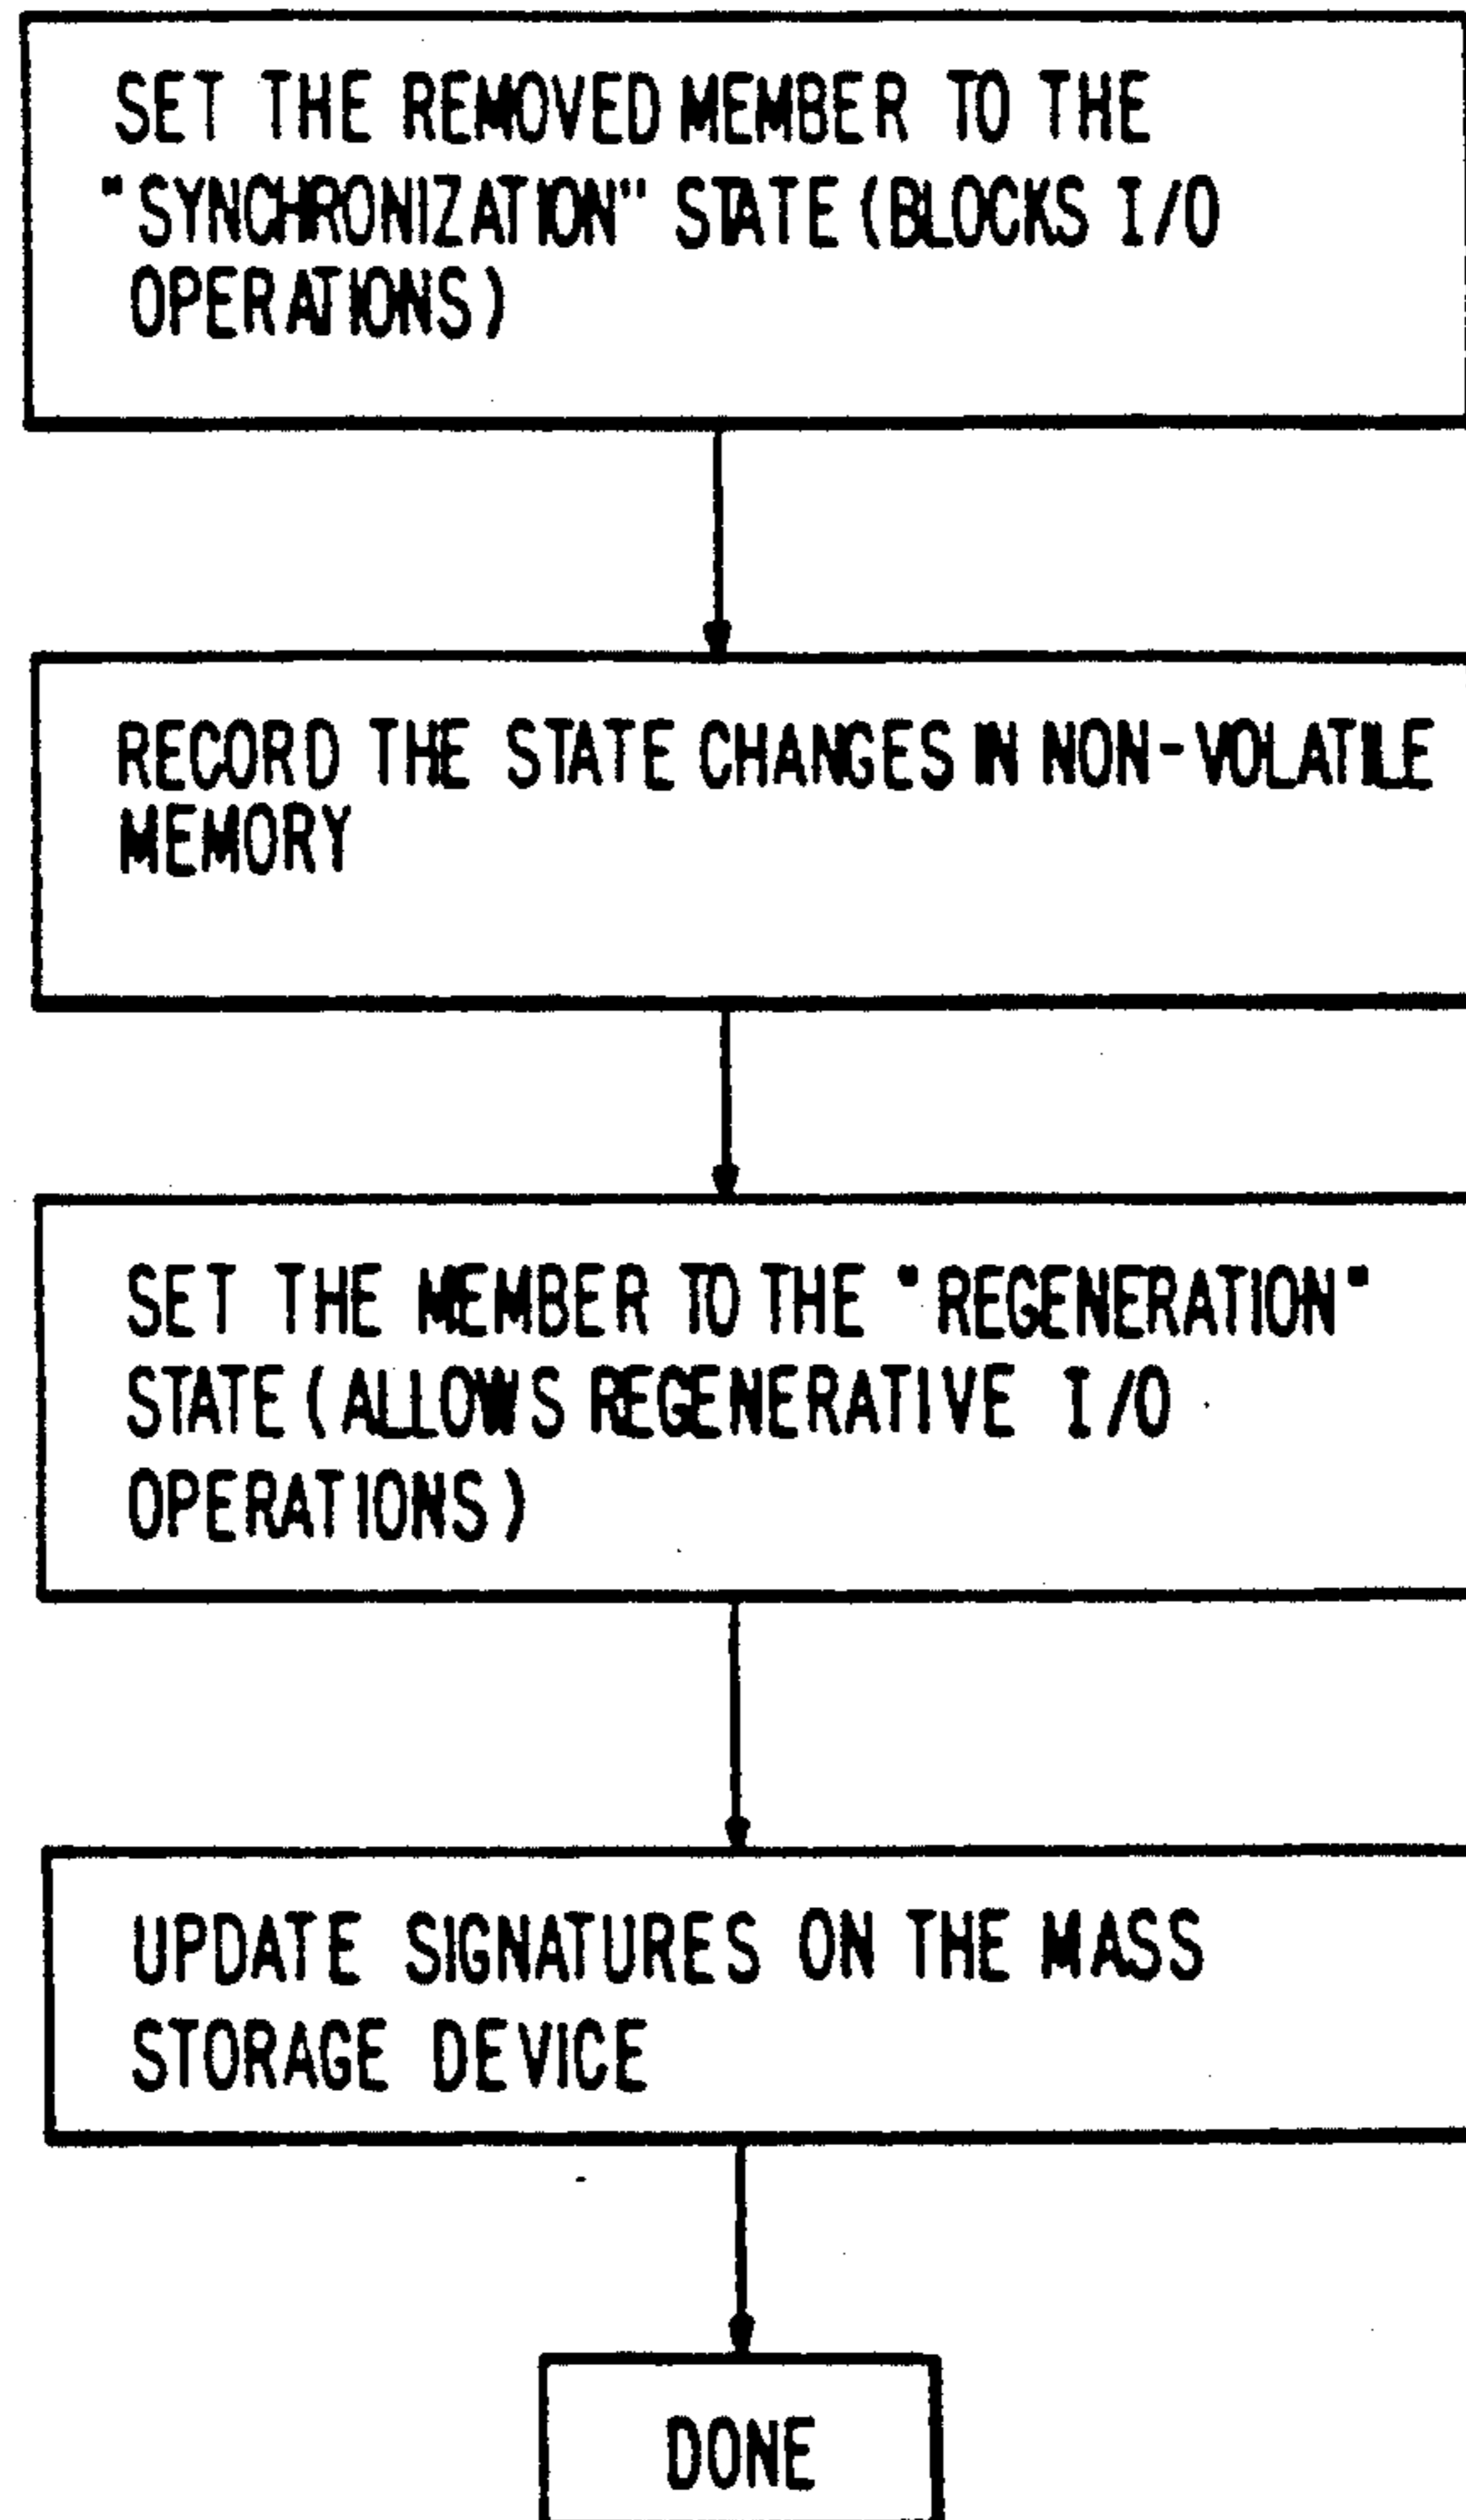 SET THE REMOVED MEMBER TO THE
"SYNCHRONIZATION" STATE (BLOCKS I/O
OPERATIONS)
RECORD THE STATE CHANGES IN NON-VOLATILE
MEMORY
SET THE MEMBER TO THE "REGENERATION"
STATE (ALLOWS REGENERATIVE I/O
OPERATIONS)
UPDATE SIGNATURES ON THE MASS
STORAGE DEVICE
DONE